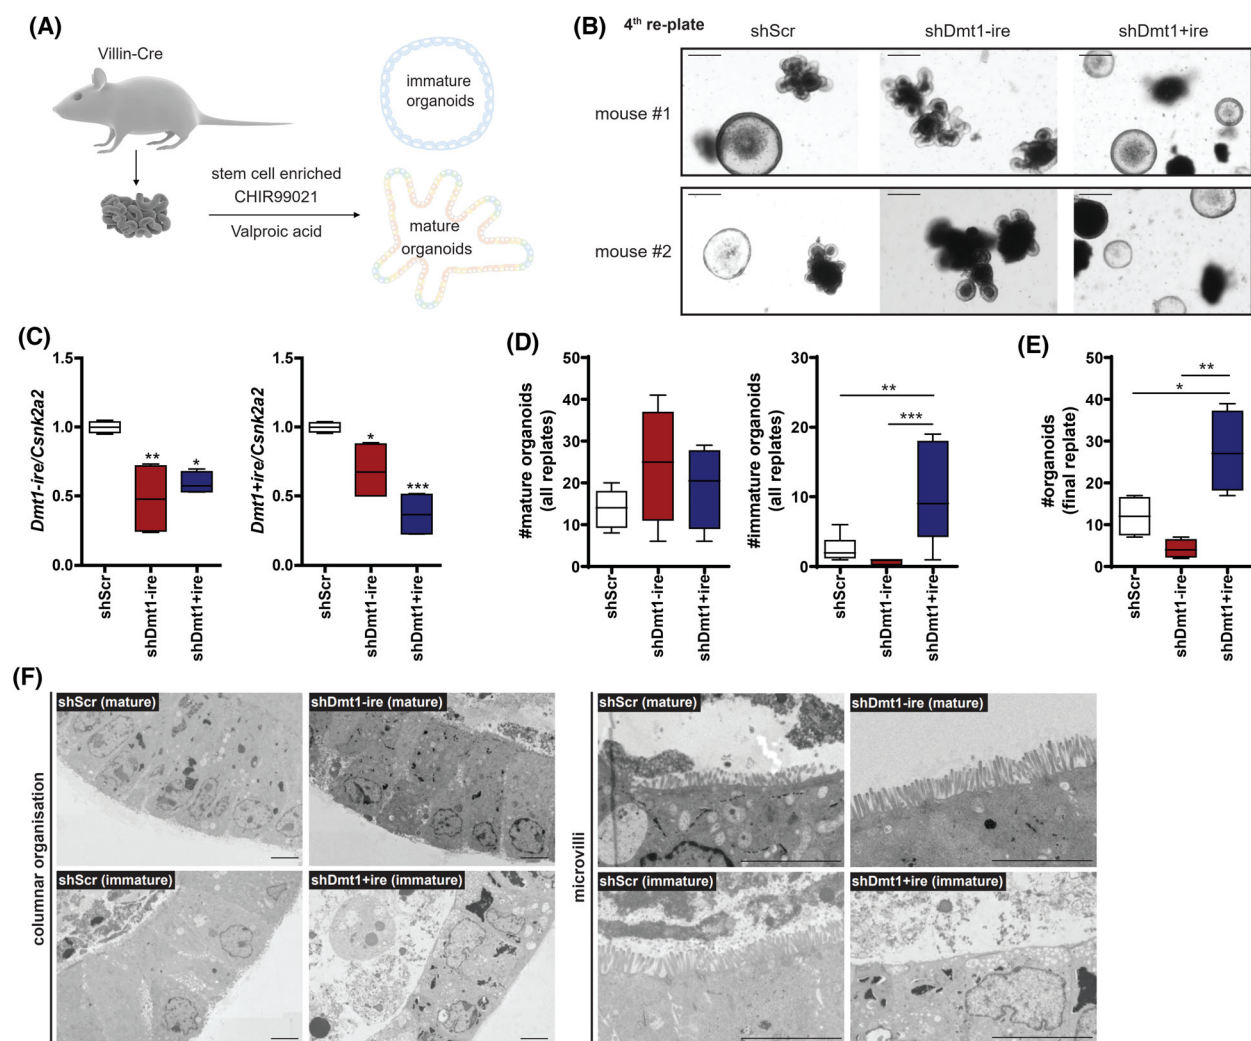 (A)
Villin-Cre
immature
organoids
stem cell enriched
CHIR99021
Valproic acid
mature
organoids
(B)
4th re-plate
shScr
shDmt1-ire
shDmt1+ire
mouse #1
mouse #2
(C)
Dmt1-ire/Csnk2a2
1.5
1.0
0.5
0.0
**
*
shScr
shDmt1-ire
shDmt1+ire
Dmt1+ire/Csnk2a2
1.5
1.0
0.5
0.0
*
***
shScr
shDmt1-ire
shDmt1+ire
(D)
#mature organoids
(all replates)
50
40
30
20
10
0
shScr
shDmt1-ire
shDmt1+ire
#immature organoids
(all replates)
30
20
10
0
**
***
shScr
shDmt1-ire
shDmt1+ire
(E)
#organoids
(final replate)
50
40
30
20
10
0
**
*
shScr
shDmt1-ire
shDmt1+ire
(F)
columnar organisation
shScr (mature)
shDmt1-ire (mature)
shScr (immature)
shDmt1+ire (immature)
microvilli
shScr (mature)
shDmt1-ire (mature)
shScr (immature)
shDmt1+ire (immature)